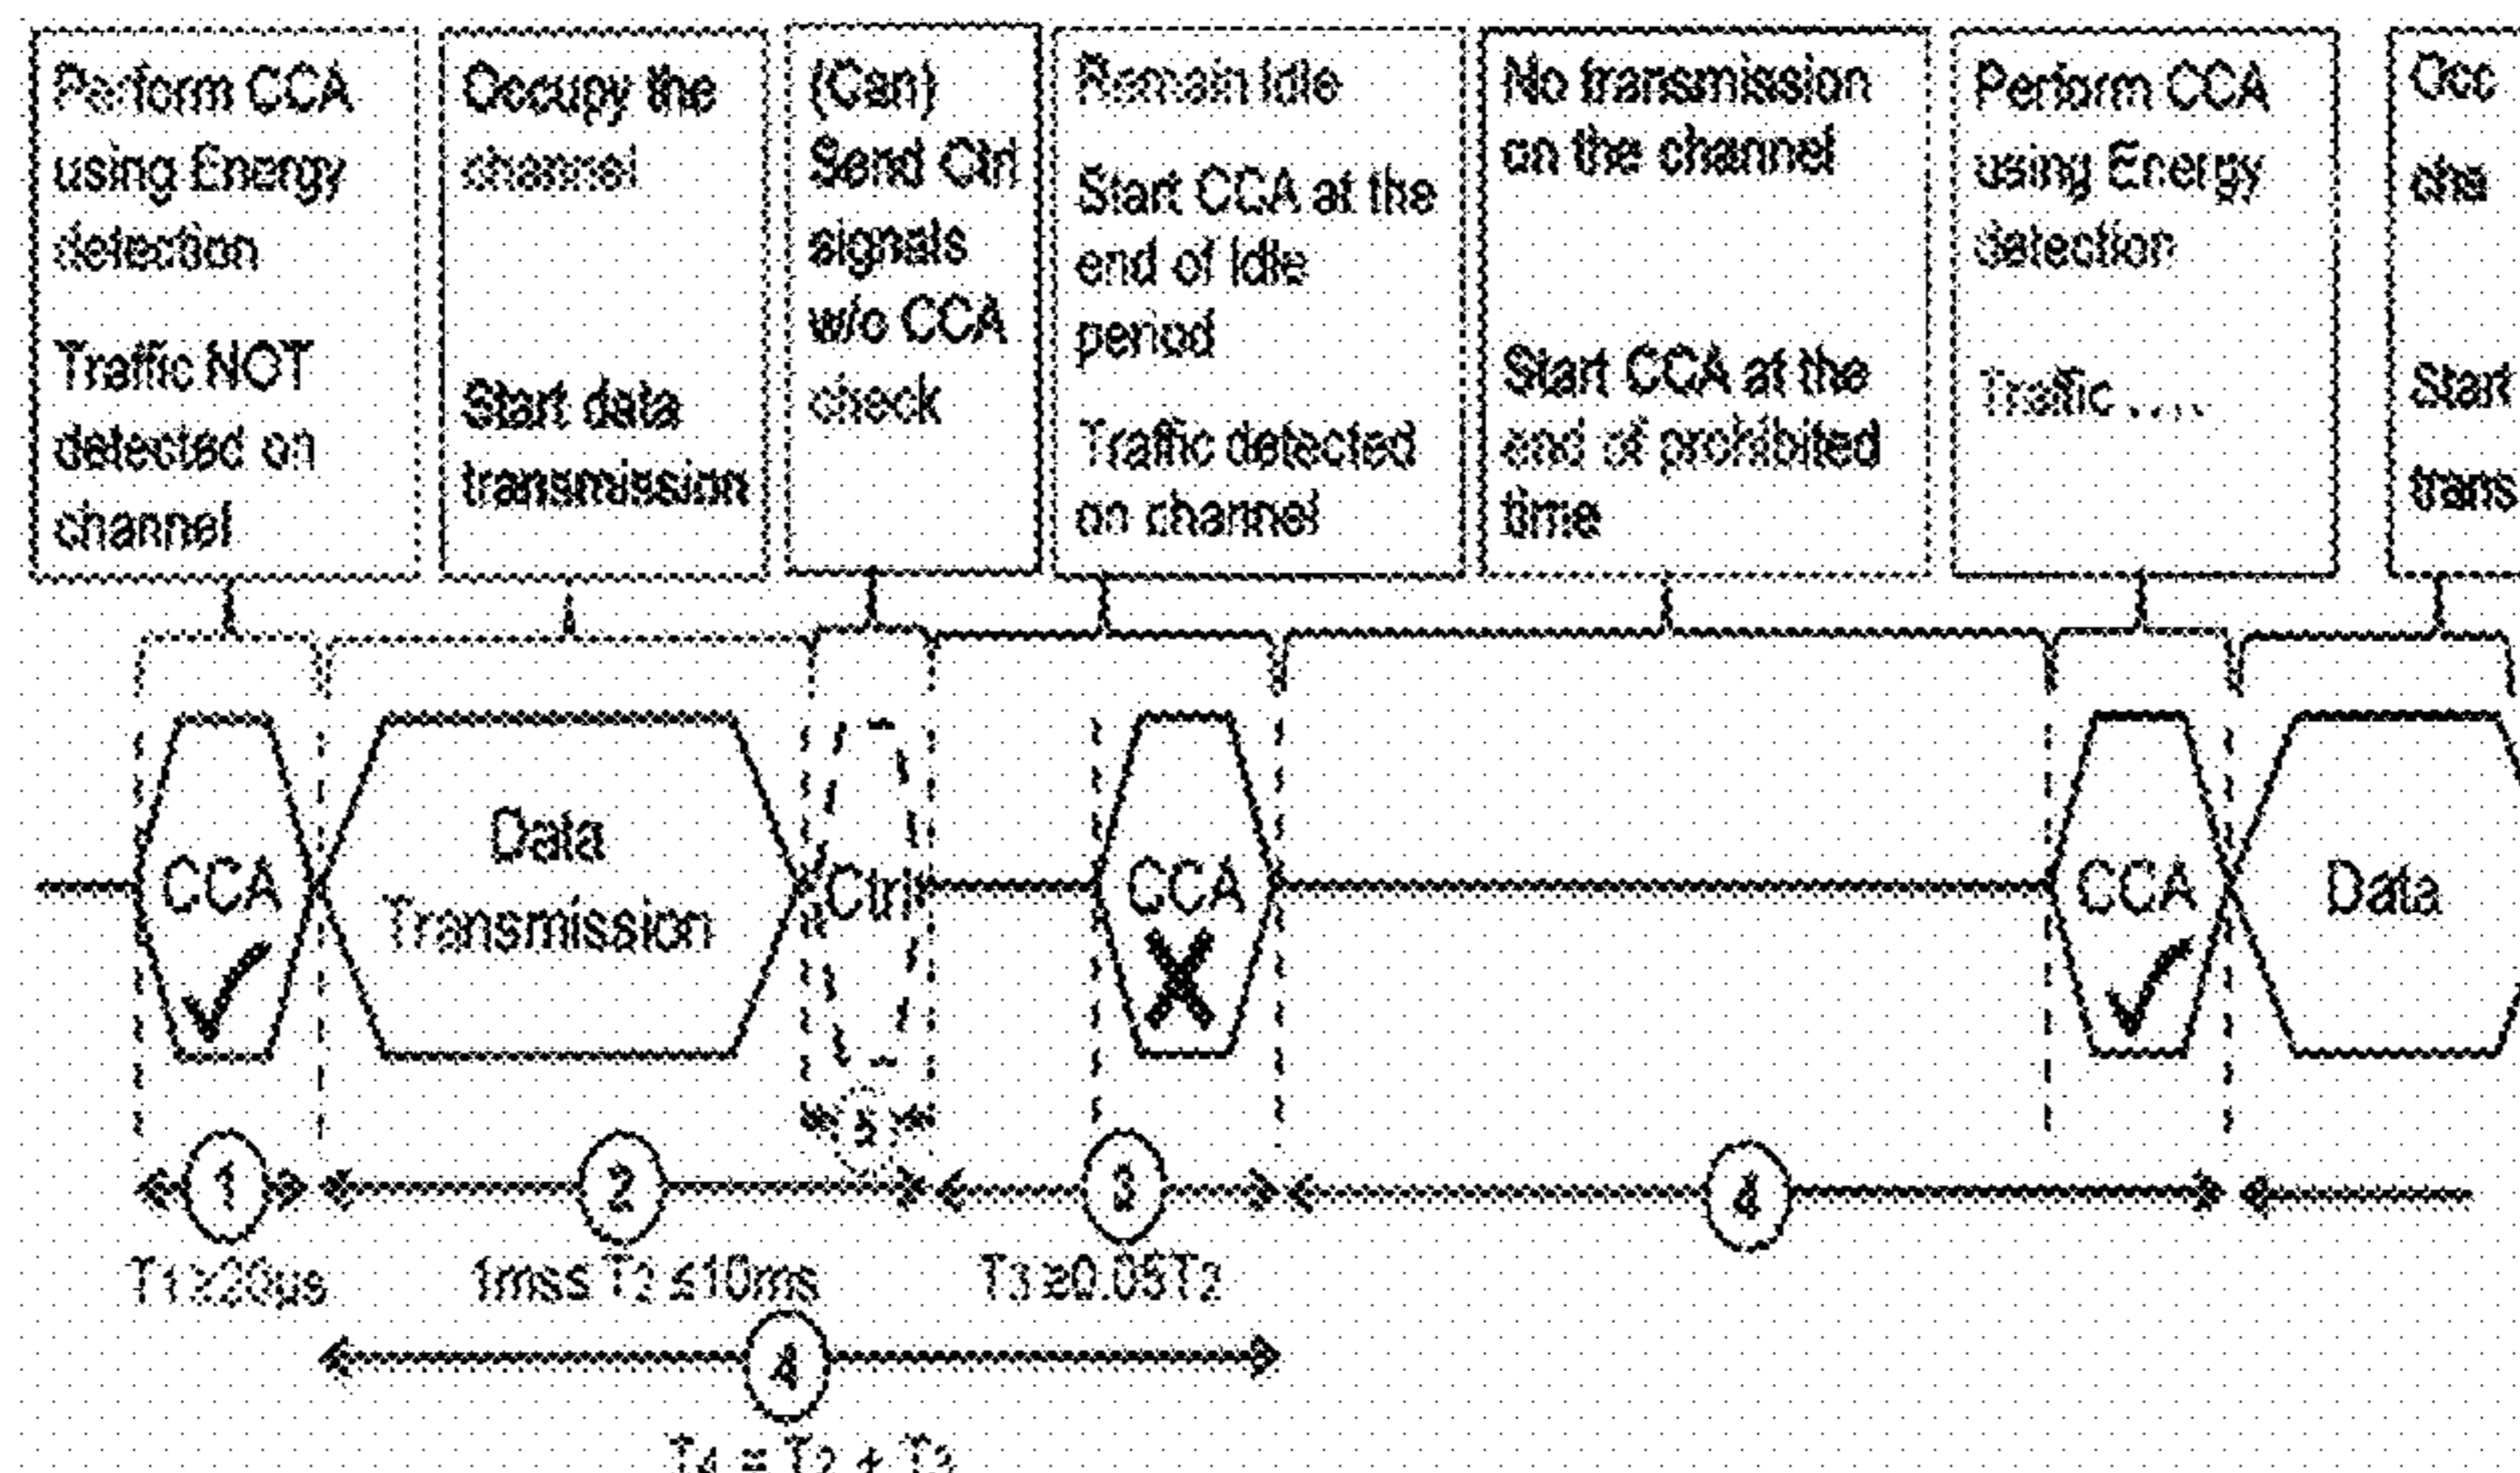 Perform CCA
using Energy
detection
Traffic NOT
detected on
channel
Occupy the
channel
Start data
transmission
(Can)
Send Ctrl
signals
w/o CCA
check
Remain Idle
Start CCA at the
end of Idle
period
Traffic detected
on channel
No transmission
on the channel
Start CCA at the
end of prohibited
time
Perform CCA
using Energy
detection
Traffic ....
Occ
cha
Start
trans
CCA
Data
Transmission
Ctrl
CCA
CCA
Data
5
1
2
3
4
T1 ≥20µs
1ms≤ T2 ≤10ms
T3 ≥0.05T2
4
T4 = T2 + T3